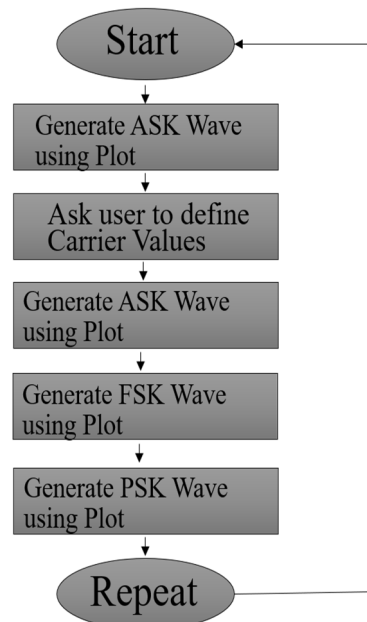 Start
Generate ASK Wave
using Plot
Ask user to define
Carrier Values
Generate ASK Wave
using Plot
Generate FSK Wave
using Plot
Generate PSK Wave
using Plot
Repeat